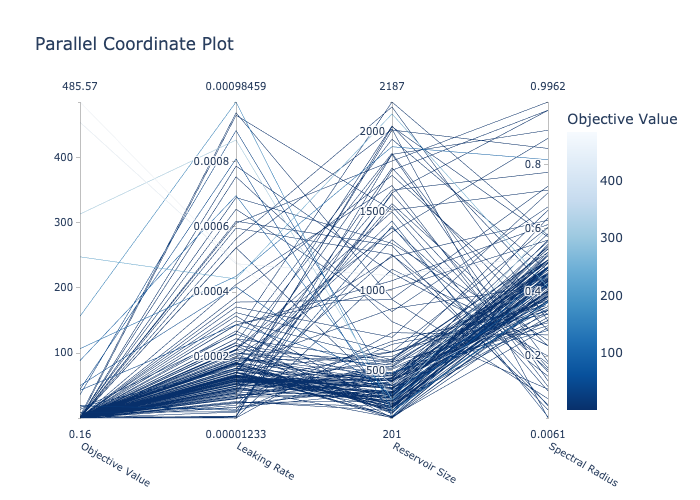 Parallel Coordinate Plot
485.57 0.00098459 2187 0.9962
Objective Value
400
300
200
100
0.0008
0.0006
0.0004
0.0002
2000
1500
1000
500
0.8
0.6
0.4
0.2
400
300
200
100
0.16 0.00001233 201 0.0061
Objective Value
Leaking Rate
Reservoir Size
Spectral Radius